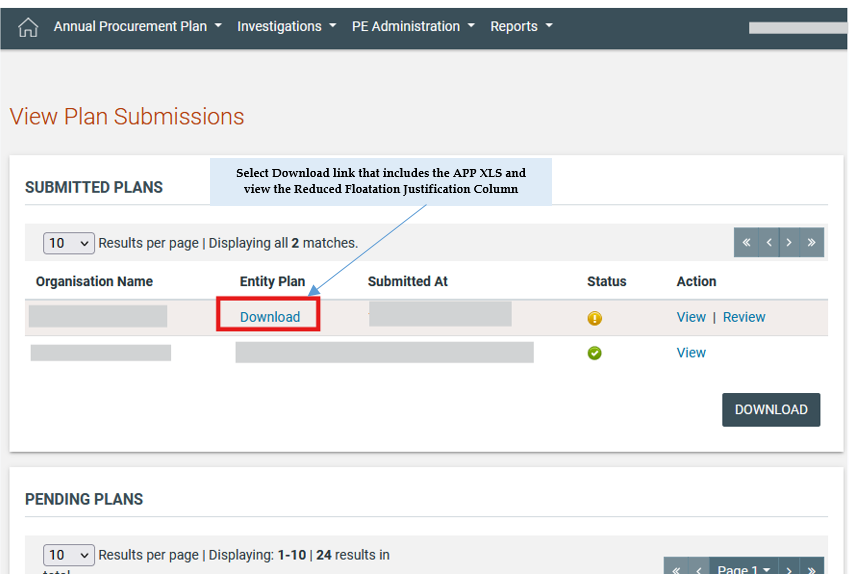 Annual Procurement Plan Investigations PE Administration Reports
View Plan Submissions
Select Download link that includes the APP XLS and
view the Reduced Floatation Justification Column
SUBMITTED PLANS
10 Results per page | Displaying all 2 matches. « ‹ › »
Organisation Name Entity Plan Submitted At Status Action
Download View | Review
View
DOWNLOAD
PENDING PLANS
10 Results per page | Displaying: 1-10 | 24 results in
total
« ‹ Page 1 › »